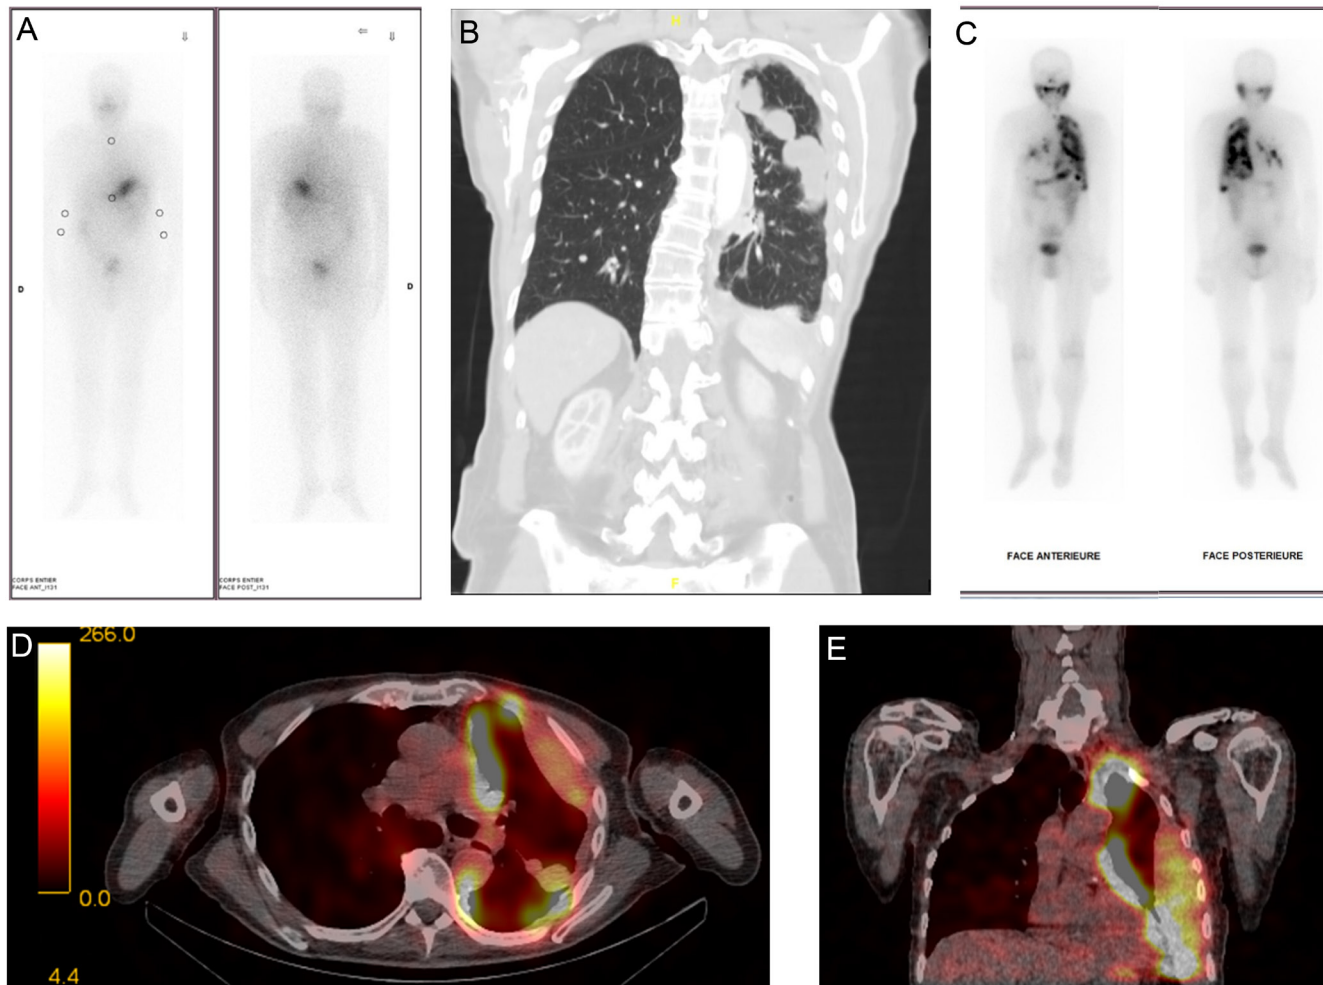 A
D
D
CORPS ENTIER
FACE ANT_I131
CORPS ENTIER
FACE POST_I131
B
H
F
C
FACE ANTERIEURE
FACE POSTERIEURE
D
266.0
0.0
4.4
E